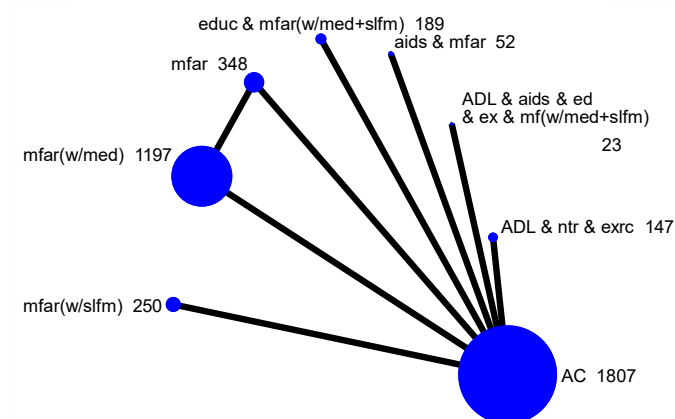 educ & mfar(w/med+slfm) 189
aids & mfar 52
mfar 348
ADL & aids & ed
& ex & mf(w/med+slfm)
23
mfar(w/med) 1197
ADL & ntr & exrc 147
mfar(w/slfm) 250
AC 1807